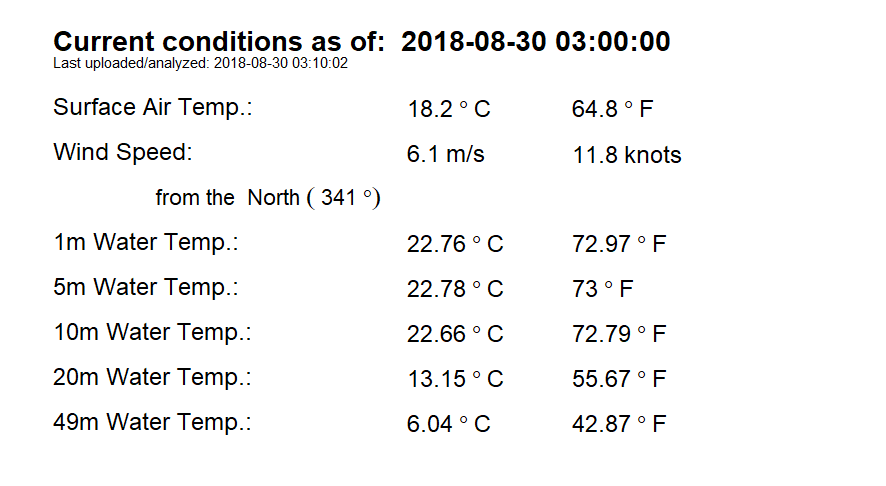 Current conditions as of: 2018-08-30 03:00:00
Last uploaded/analyzed: 2018-08-30 03:10:02
Surface Air Temp.: 18.2 ° C 64.8 ° F
Wind Speed: 6.1 m/s 11.8 knots
from the North ( 341 °)
1m Water Temp.: 22.76 ° C 72.97 ° F
5m Water Temp.: 22.78 ° C 73 ° F
10m Water Temp.: 22.66 ° C 72.79 ° F
20m Water Temp.: 13.15 ° C 55.67 ° F
49m Water Temp.: 6.04 ° C 42.87 ° F